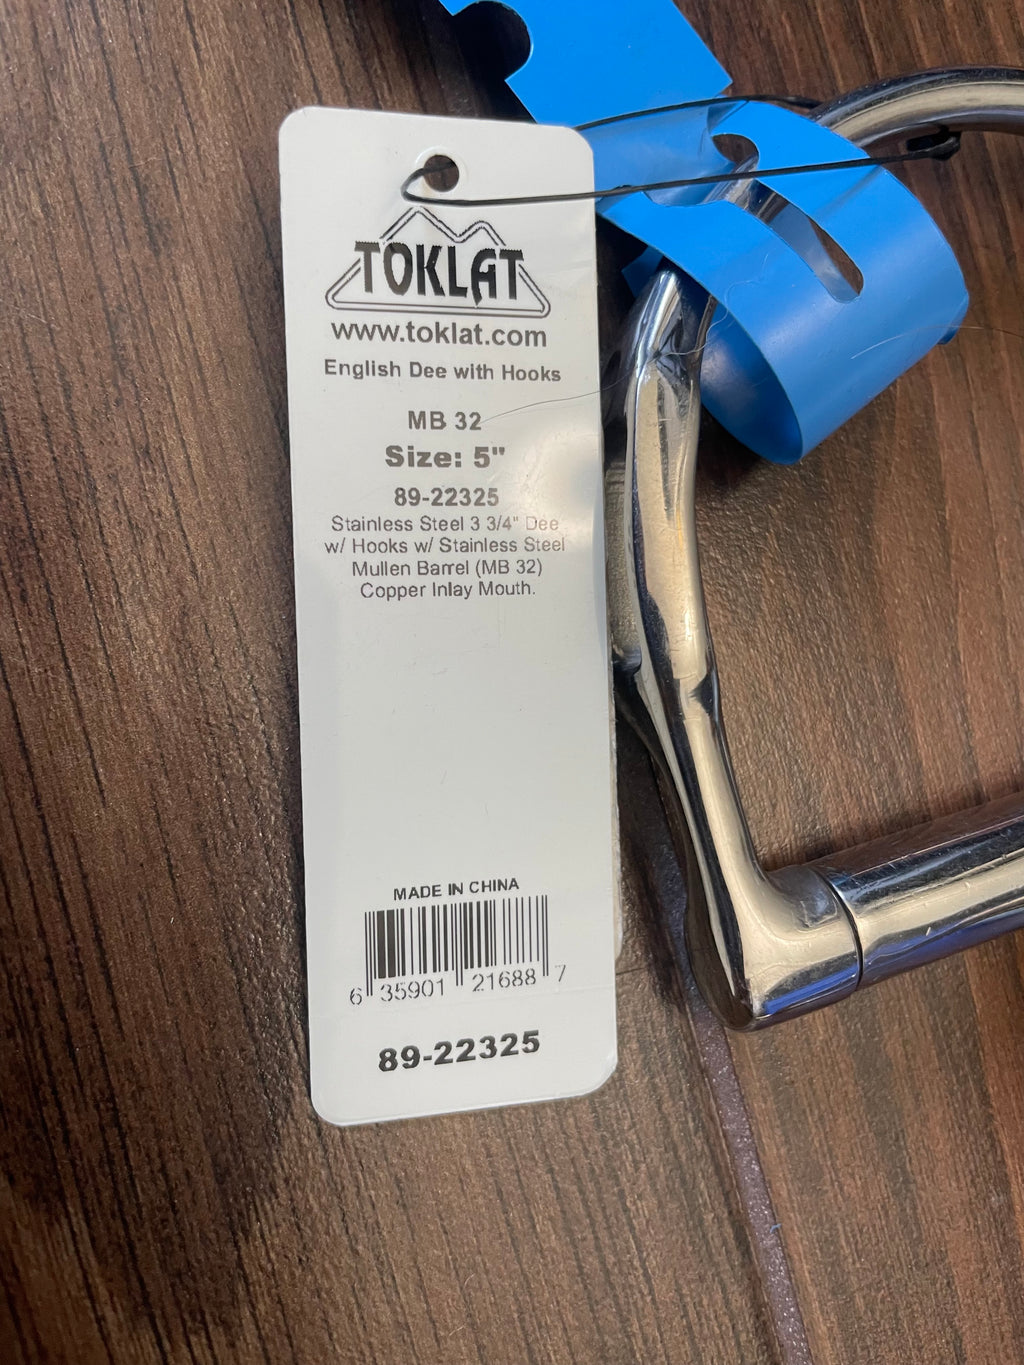 TOKLAT
www.toklat.com
English Dee with Hooks
MB 32
Size: 5"
89-22325
Stainless Steel 3 3/4" Dee
w/ Hooks w/ Stainless Steel
Mullen Barrel (MB 32)
Copper Inlay Mouth.
MADE IN CHINA
6 35901 21688 7
89-22325